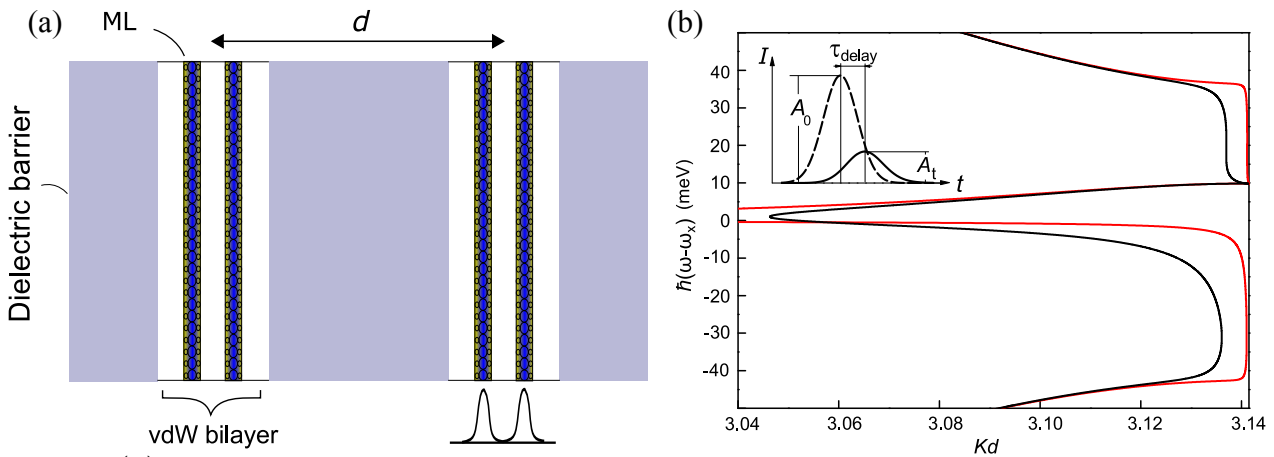 (a)
ML
d
Dielectric barrier
vdW bilayer
(b)
τdelay
I
A0
At
t
ħ(ω-ωx) (meV)
40
30
20
10
0
-10
-20
-30
-40
3.04
3.06
3.08
3.10
3.12
3.14
Kd